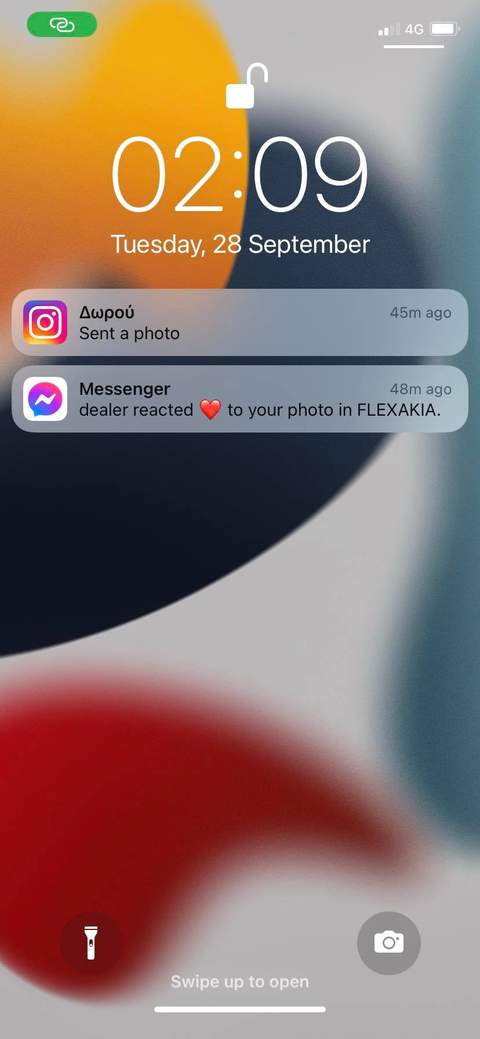 4G
02:09
Tuesday, 28 September
Δωρού
45m ago
Sent a photo
Messenger
48m ago
dealer reacted ❤️ to your photo in FLEXAKIA.
Swipe up to open